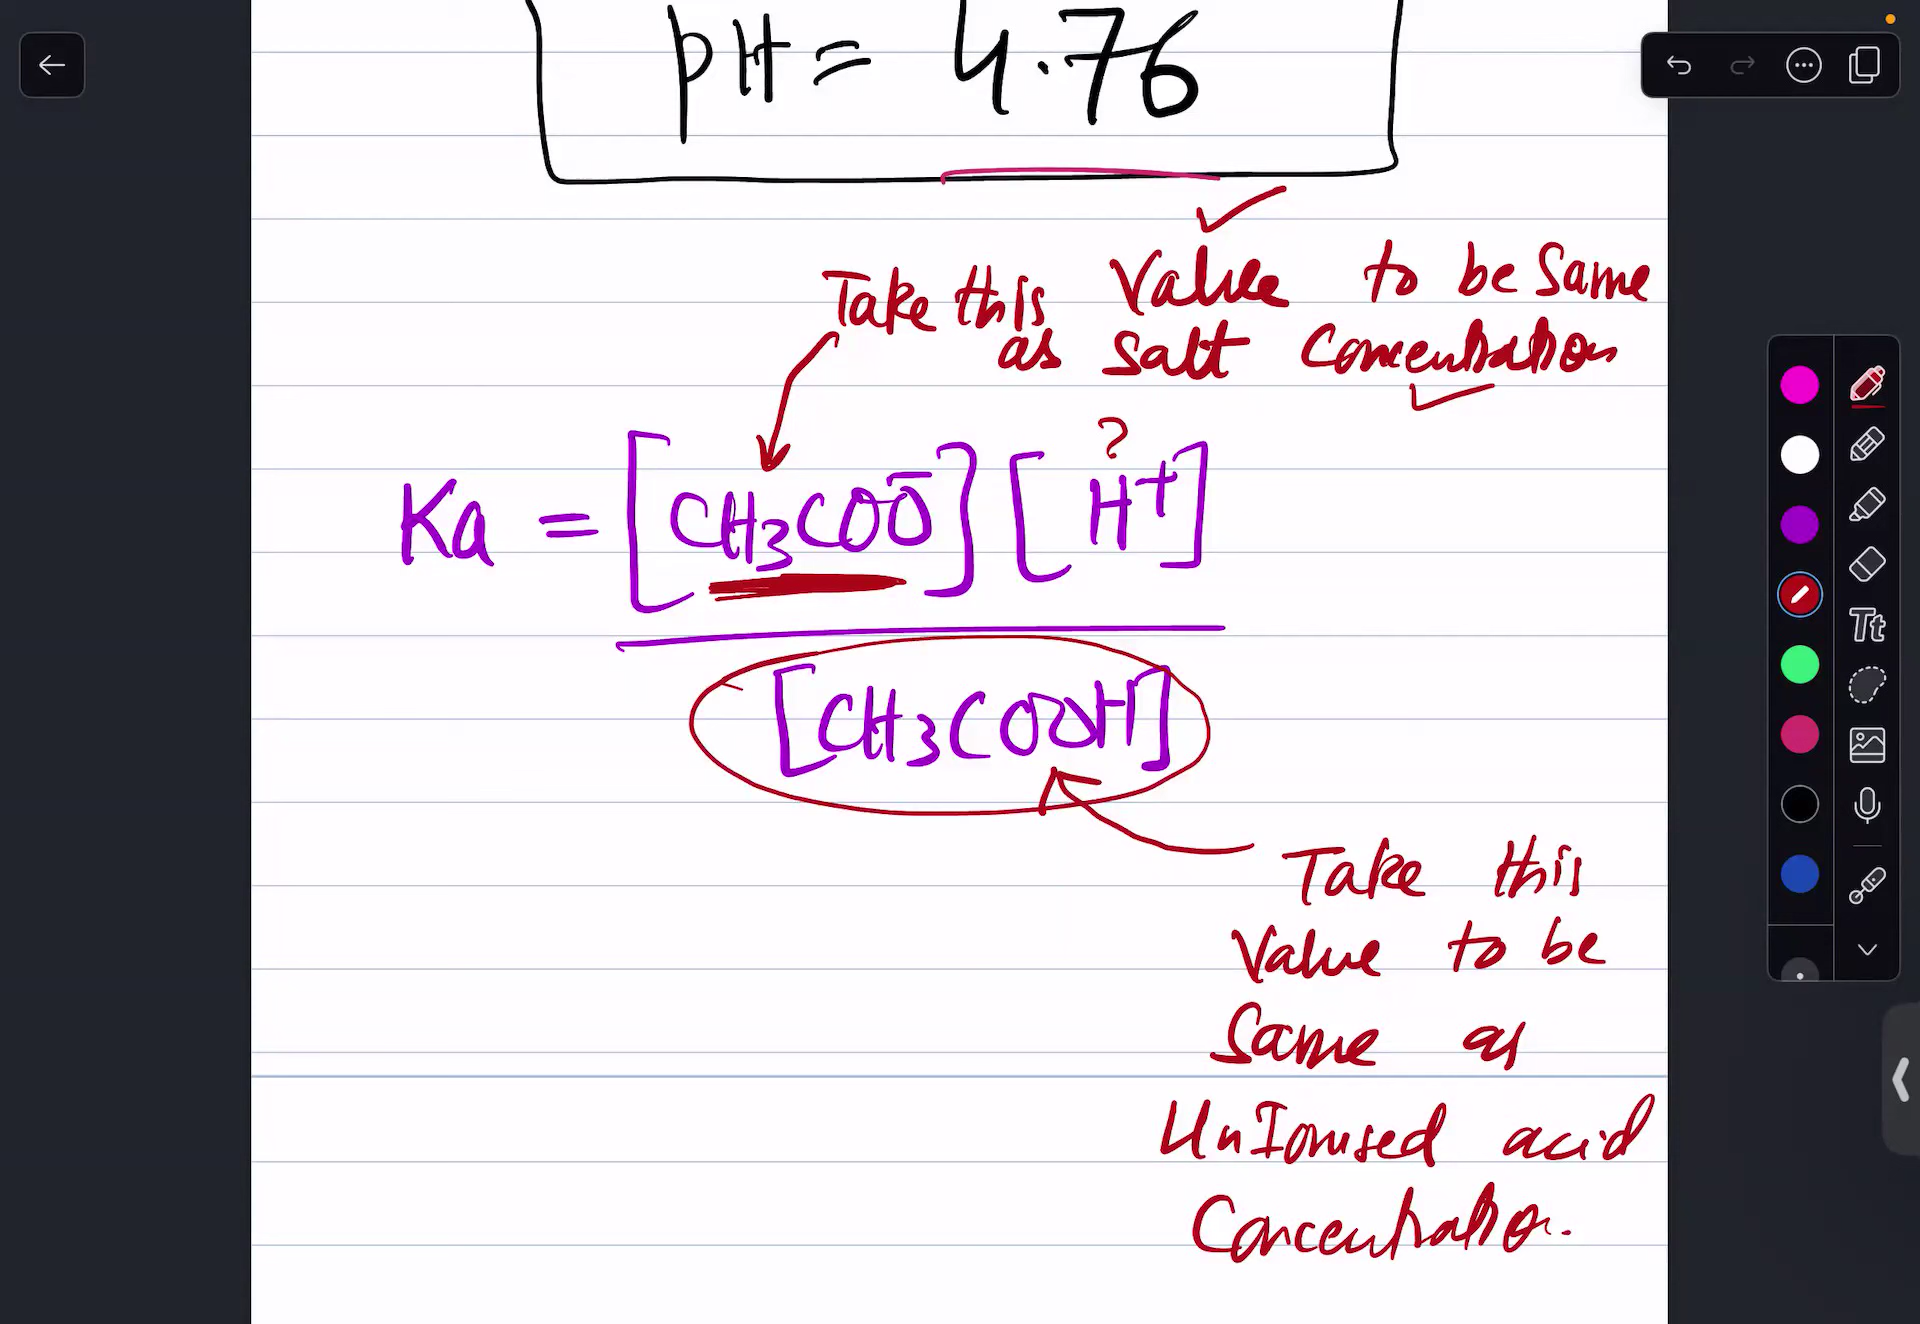 pH = 4.76
Take this Value to be Same
as Salt Concentration
?
Ka = [CH3COO̅] [H+]
[CH3COOH]
Take this
Value to be
Same as
UnIonised acid
Concentration.
Tt